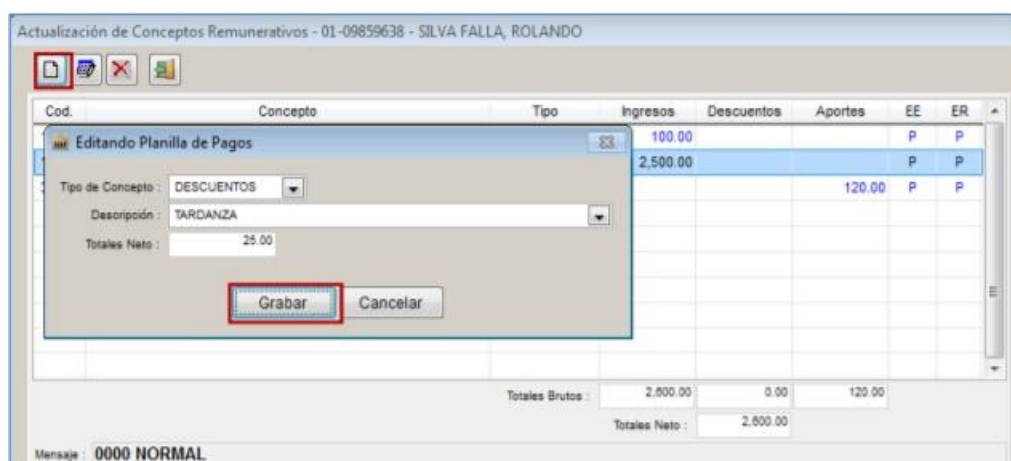 Actualización de Conceptos Remunerativos - 01-09859638 - SILVA FALLA, ROLANDO
Cod. Concepto Tipo Ingresos Descuentos Aportes EE ER
Editando Planilla de Pagos
100.00 P P
2,500.00 P P
Tipo de Concepto : DESCUENTOS
120.00 P P
Descripción : TARDANZA
Totales Neto : 25.00
Grabar Cancelar
Totales Brutos : 2,600.00 0.00 120.00
Totales Neto : 2,600.00
Mensaje : 0000 NORMAL